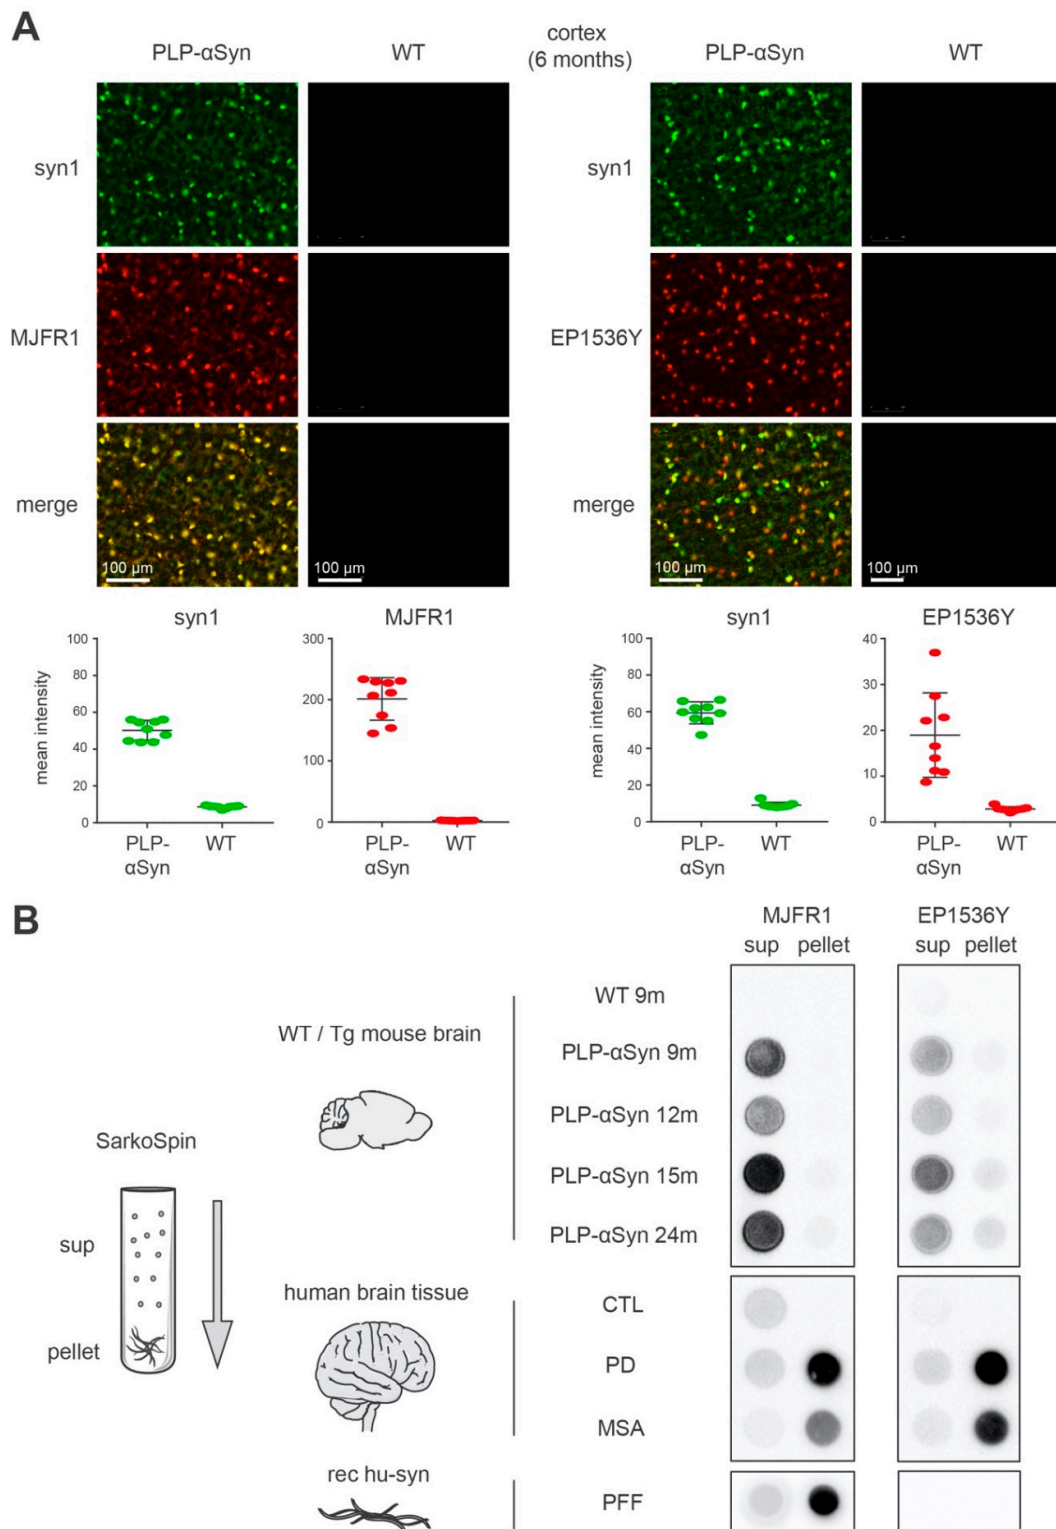 A
cortex
(6 months)
PLP-αSyn WT PLP-αSyn WT
syn1 syn1
MJFR1 EP1536Y
merge merge
100 µm 100 µm 100 µm 100 µm
syn1 MJFR1 syn1 EP1536Y
mean intensity
100
80
60
40
20
0
PLP-
αSyn
WT
300
200
100
0
PLP-
αSyn
WT
mean intensity
100
80
60
40
20
0
PLP-
αSyn
WT
40
30
20
10
0
PLP-
αSyn
WT
B
MJFR1 EP1536Y
sup pellet sup pellet
SarkoSpin
sup
pellet
WT / Tg mouse brain
WT 9m
PLP-αSyn 9m
PLP-αSyn 12m
PLP-αSyn 15m
PLP-αSyn 24m
human brain tissue
CTL
PD
MSA
rec hu-syn
PFF